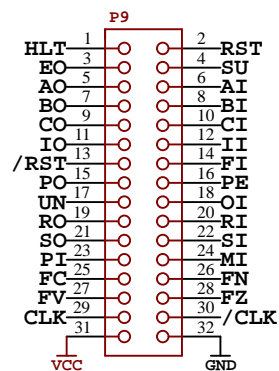 P9
HLT 1 2 RST
EO 3 4 SU
AO 5 6 AI
BO 7 8 BI
CO 9 10 CI
IO 11 12 II
/RST 13 14 FI
PO 15 16 PE
UN 17 18 OI
RO 19 20 RI
SO 21 22 SI
PI 23 24 MI
FC 25 26 FN
FV 27 28 FZ
CLK 29 30 /CLK
31 32
VCC GND